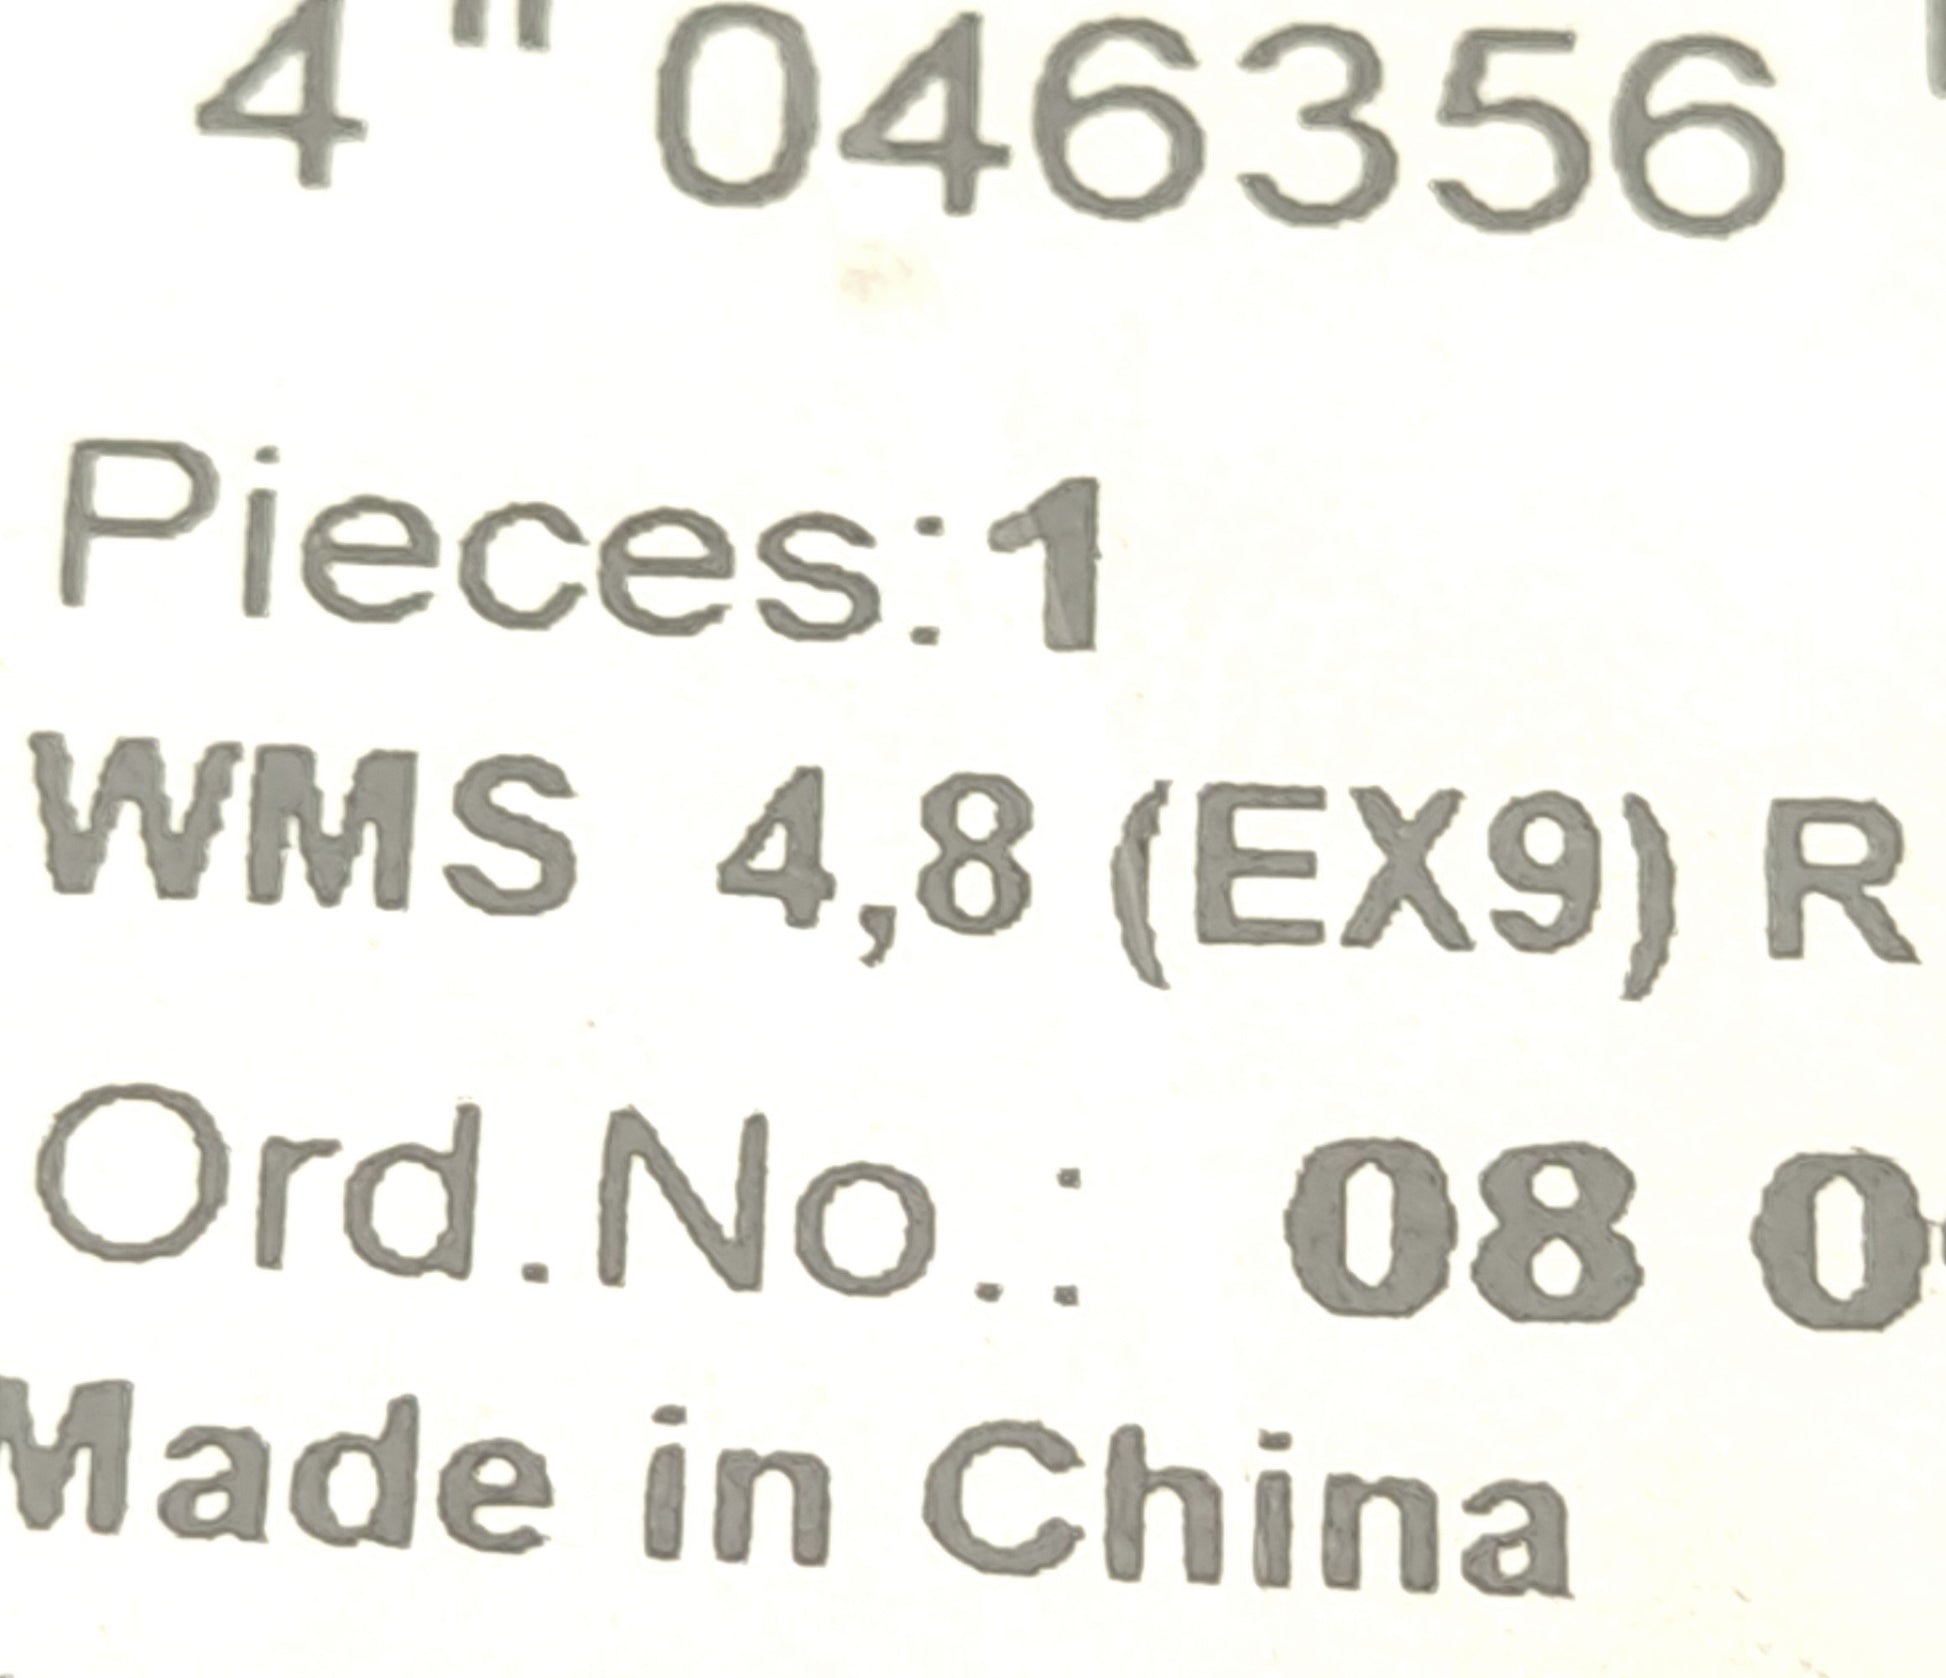 4" 046356 "
Pieces:1
WMS 4,8 (EX9) R
Ord.No.: 08 0
Made in China